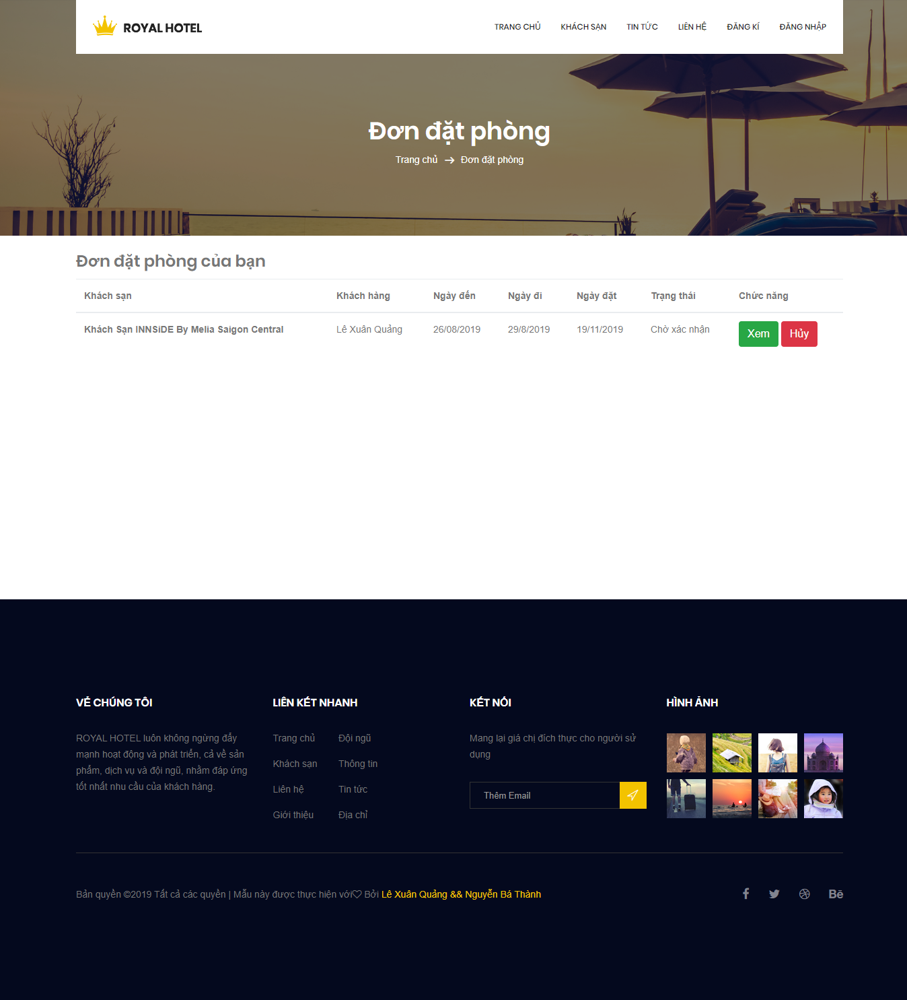 ROYAL HOTEL
TRANG CHỦ KHÁCH SẠN TIN TỨC LIÊN HỆ ĐĂNG KÍ ĐĂNG NHẬP
Đơn đặt phòng
Trang chủ → Đơn đặt phòng
Đơn đặt phòng của bạn
Khách sạn Khách hàng Ngày đến Ngày đi Ngày đặt Trạng thái Chức năng
Khách Sạn INNSiDE By Melia Saigon Central Lê Xuân Quảng 26/08/2019 29/8/2019 19/11/2019 Chờ xác nhận Xem Hủy
VỀ CHÚNG TÔI
ROYAL HOTEL luôn không ngừng đẩy
mạnh hoạt động và phát triển, cả về sản
phẩm, dịch vụ và đội ngũ, nhằm đáp ứng
tốt nhất nhu cầu của khách hàng.
LIÊN KẾT NHANH
Trang chủ Đội ngũ
Khách sạn Thông tin
Liên hệ Tin tức
Giới thiệu Địa chỉ
KẾT NỐI
Mang lại giá chị đích thực cho người sử
dụng
Thêm Email
HÌNH ẢNH
Bản quyền ©2019 Tất cả các quyền | Mẫu này được thực hiện với♡ Bởi Lê Xuân Quảng && Nguyễn Bá Thành